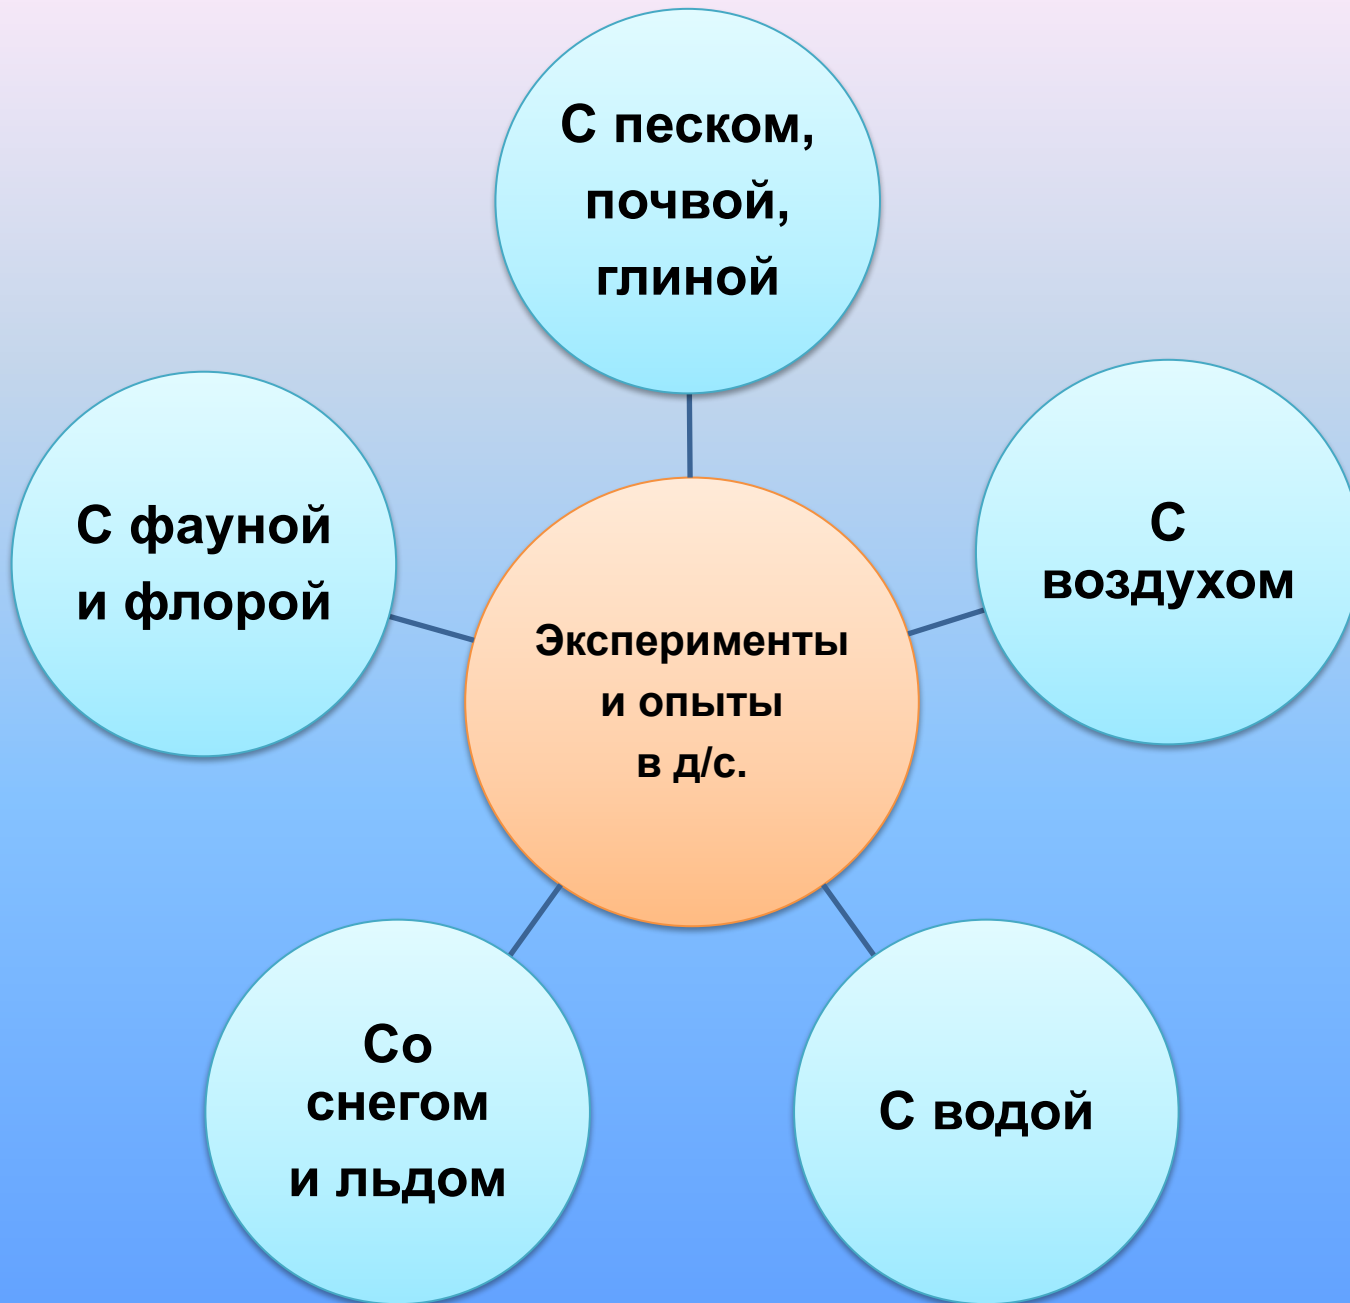 С песком,
почвой,
глиной
С фауной
и флорой
С
воздухом
Эксперименты
и опыты
в д/с.
Со
снегом
и льдом
С водой